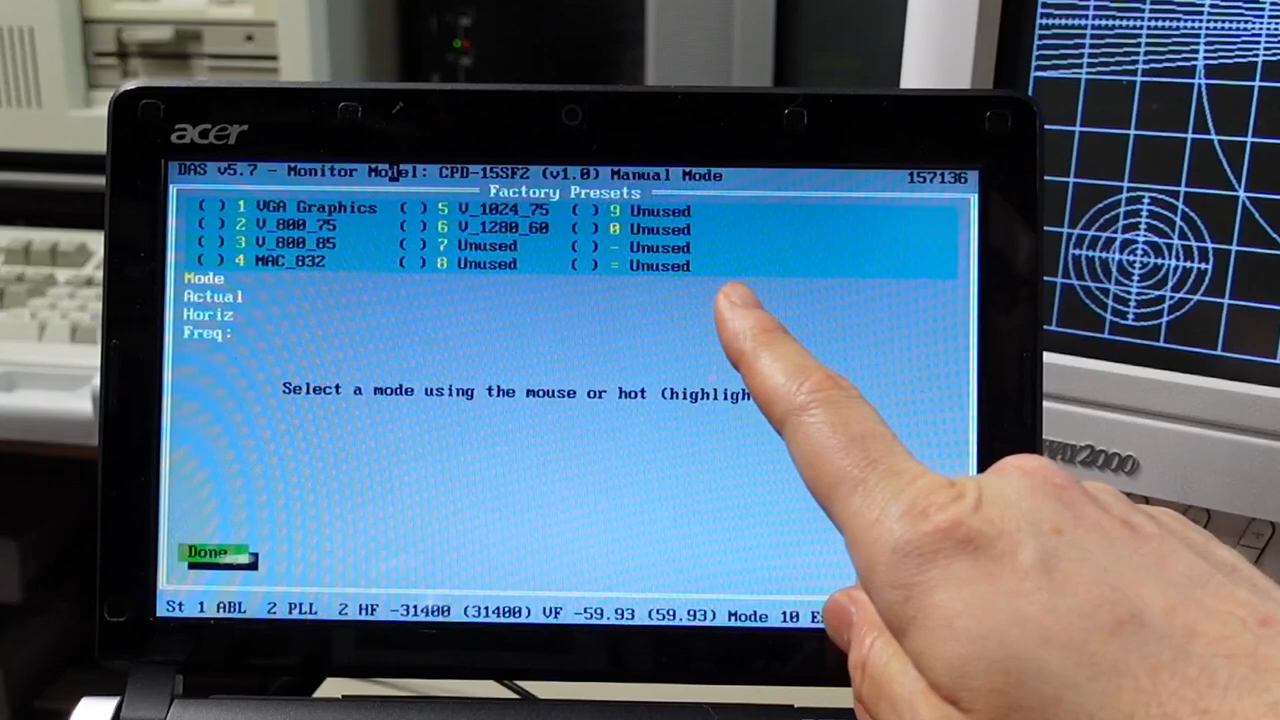 acer
DAS v5.7 - Monitor Model: CPD-15SF2 (v1.0) Manual Mode 157136
Factory Presets
( ) 1 VGA Graphics ( ) 5 V_1024_75 ( ) 9 Unused
( ) 2 V_800_75 ( ) 6 V_1280_60 ( ) 0 Unused
( ) 3 V_800_85 ( ) 7 Unused ( ) - Unused
( ) 4 MAC_832 ( ) 8 Unused ( ) = Unused
Mode
Actual
Horiz
Freq:
Select a mode using the mouse or hot (highligh
Done
St 1 ABL 2 PLL 2 HF -31400 (31400) VF -59.93 (59.93) Mode 10
WAY2000